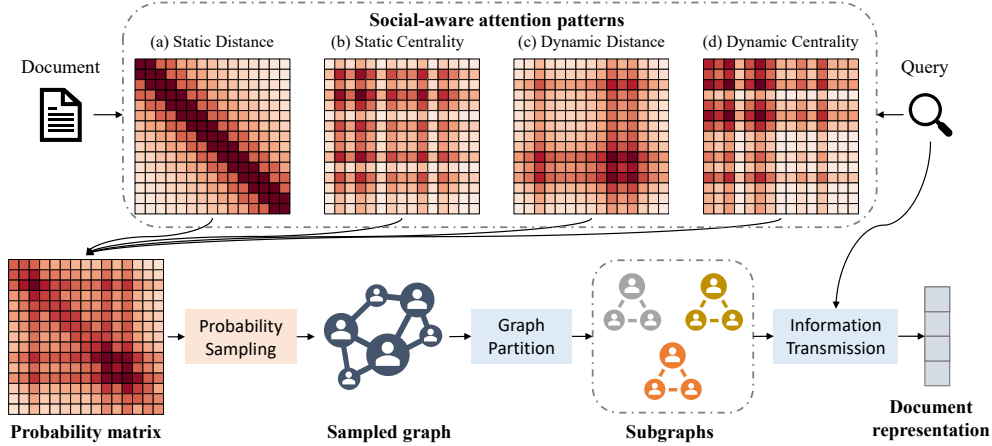 Social-aware attention patterns
(a) Static Distance
(b) Static Centrality
(c) Dynamic Distance
(d) Dynamic Centrality
Document
Query
Probability
Sampling
Graph
Partition
Information
Transmission
Probability matrix
Sampled graph
Subgraphs
Document
representation